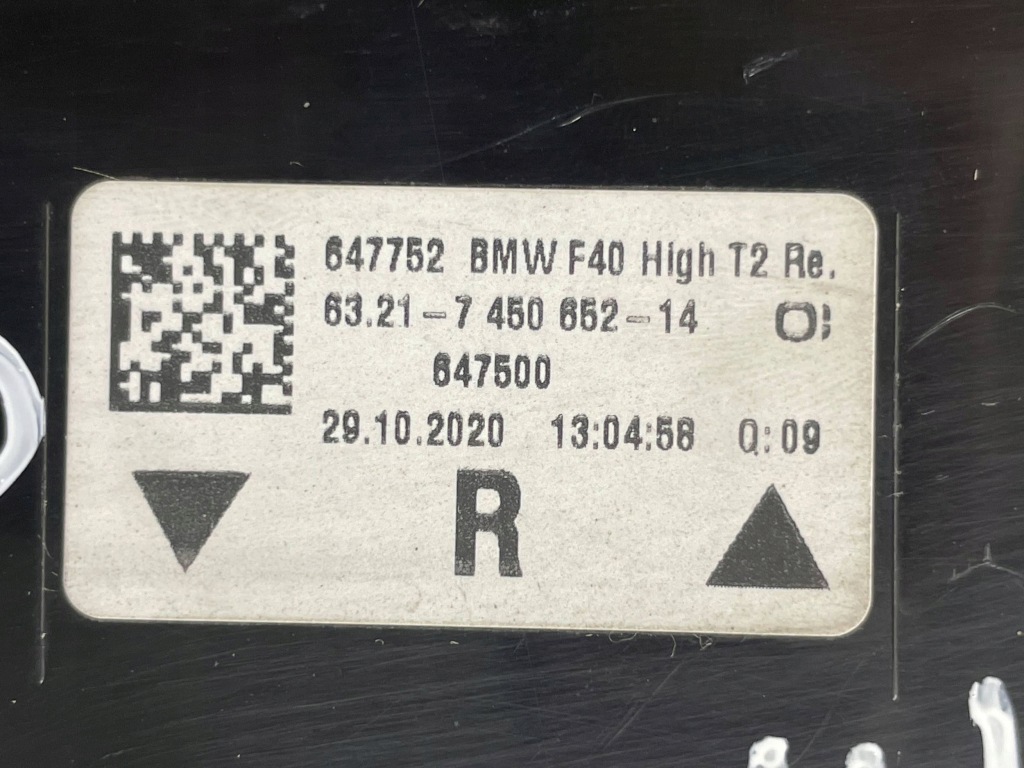 647752 BMW F40 High T2 Re.
63.21-7 450 652-14
647500
29.10.2020 13:04:58 Q:09
R